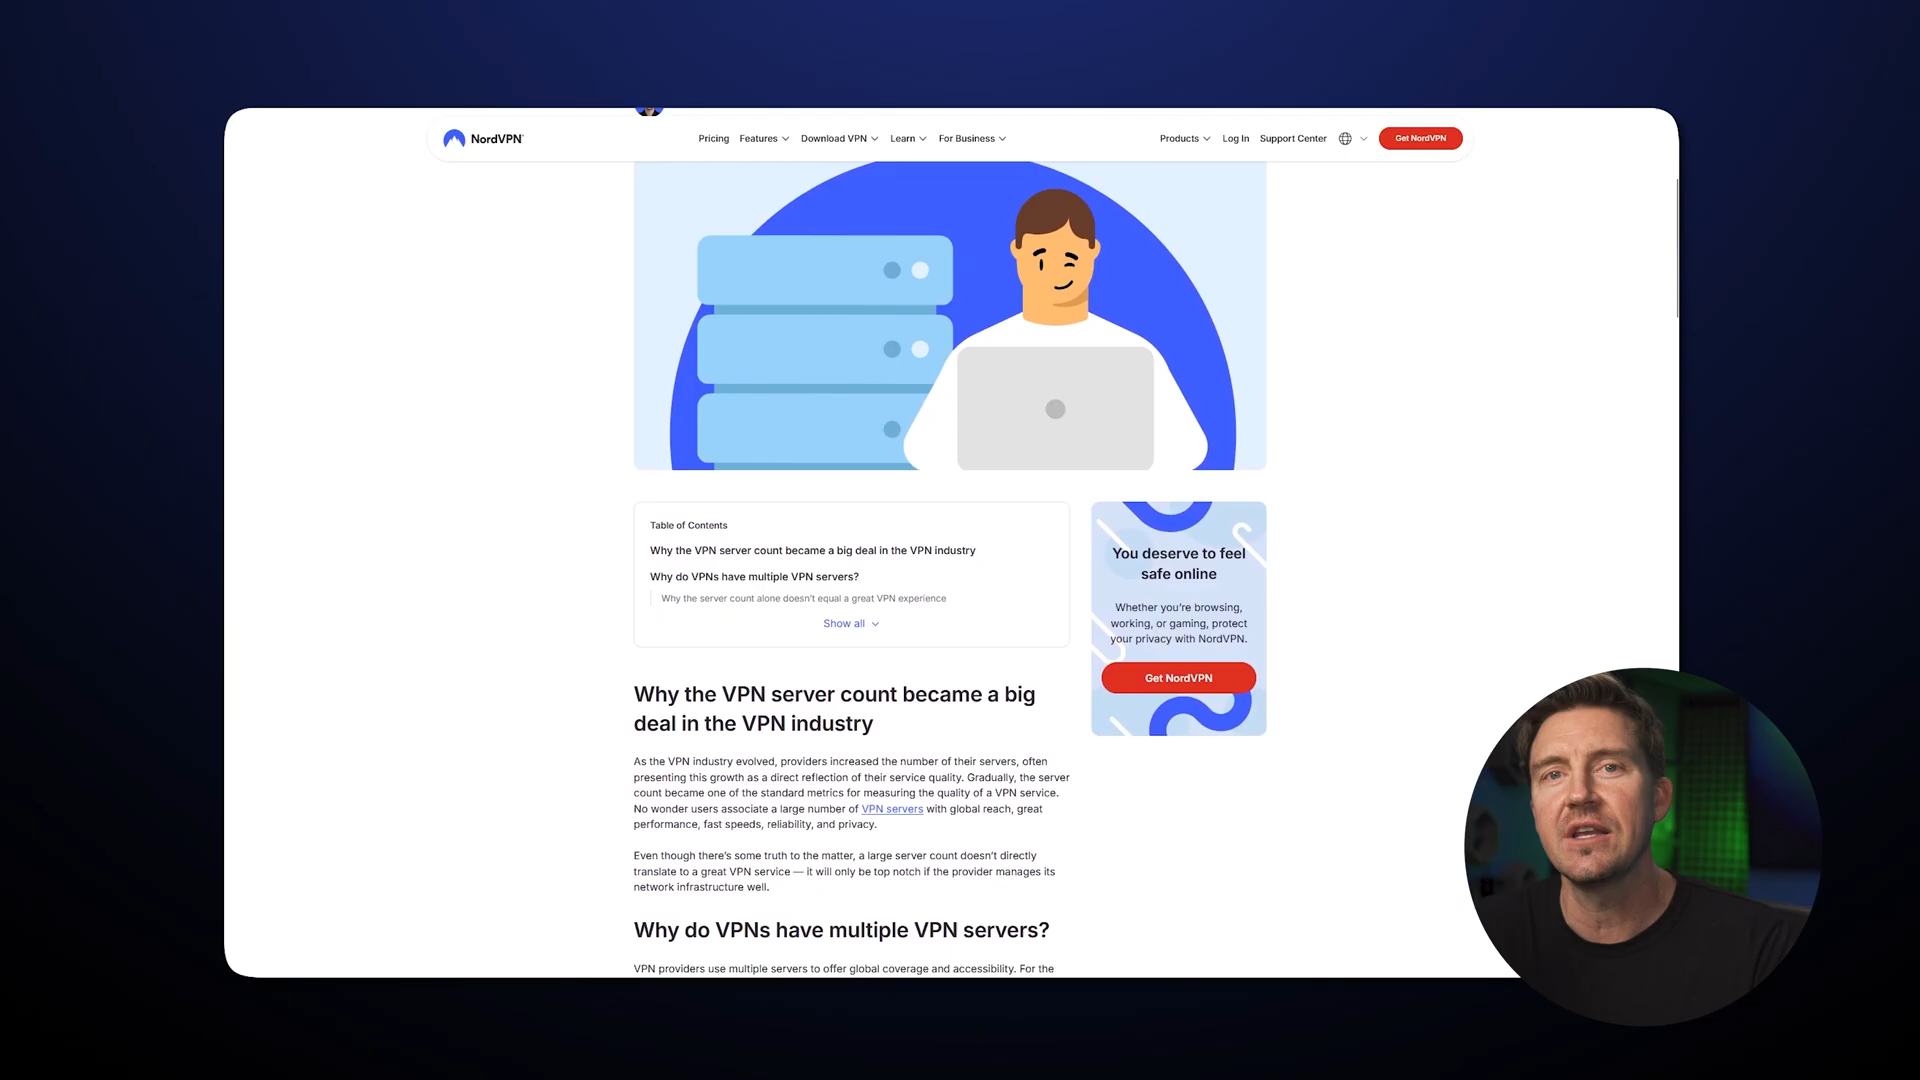 NordVPN
Pricing
Features
Download VPN
Learn
For Business
Products
Log In
Support Center
Get NordVPN
Table of Contents
Why the VPN server count became a big deal in the VPN industry
Why do VPNs have multiple VPN servers?
Why the server count alone doesn't equal a great VPN experience
Show all
You deserve to feel
safe online
Whether you're browsing,
working, or gaming, protect
your privacy with NordVPN.
Get NordVPN
Why the VPN server count became a big
deal in the VPN industry
As the VPN industry evolved, providers increased the number of their servers, often
presenting this growth as a direct reflection of their service quality. Gradually, the server
count became one of the standard metrics for measuring the quality of a VPN service.
No wonder users associate a large number of VPN servers with global reach, great
performance, fast speeds, reliability, and privacy.
Even though there's some truth to the matter, a large server count doesn't directly
translate to a great VPN service — it will only be top notch if the provider manages its
network infrastructure well.
Why do VPNs have multiple VPN servers?
VPN providers use multiple servers to offer global coverage and accessibility. For the